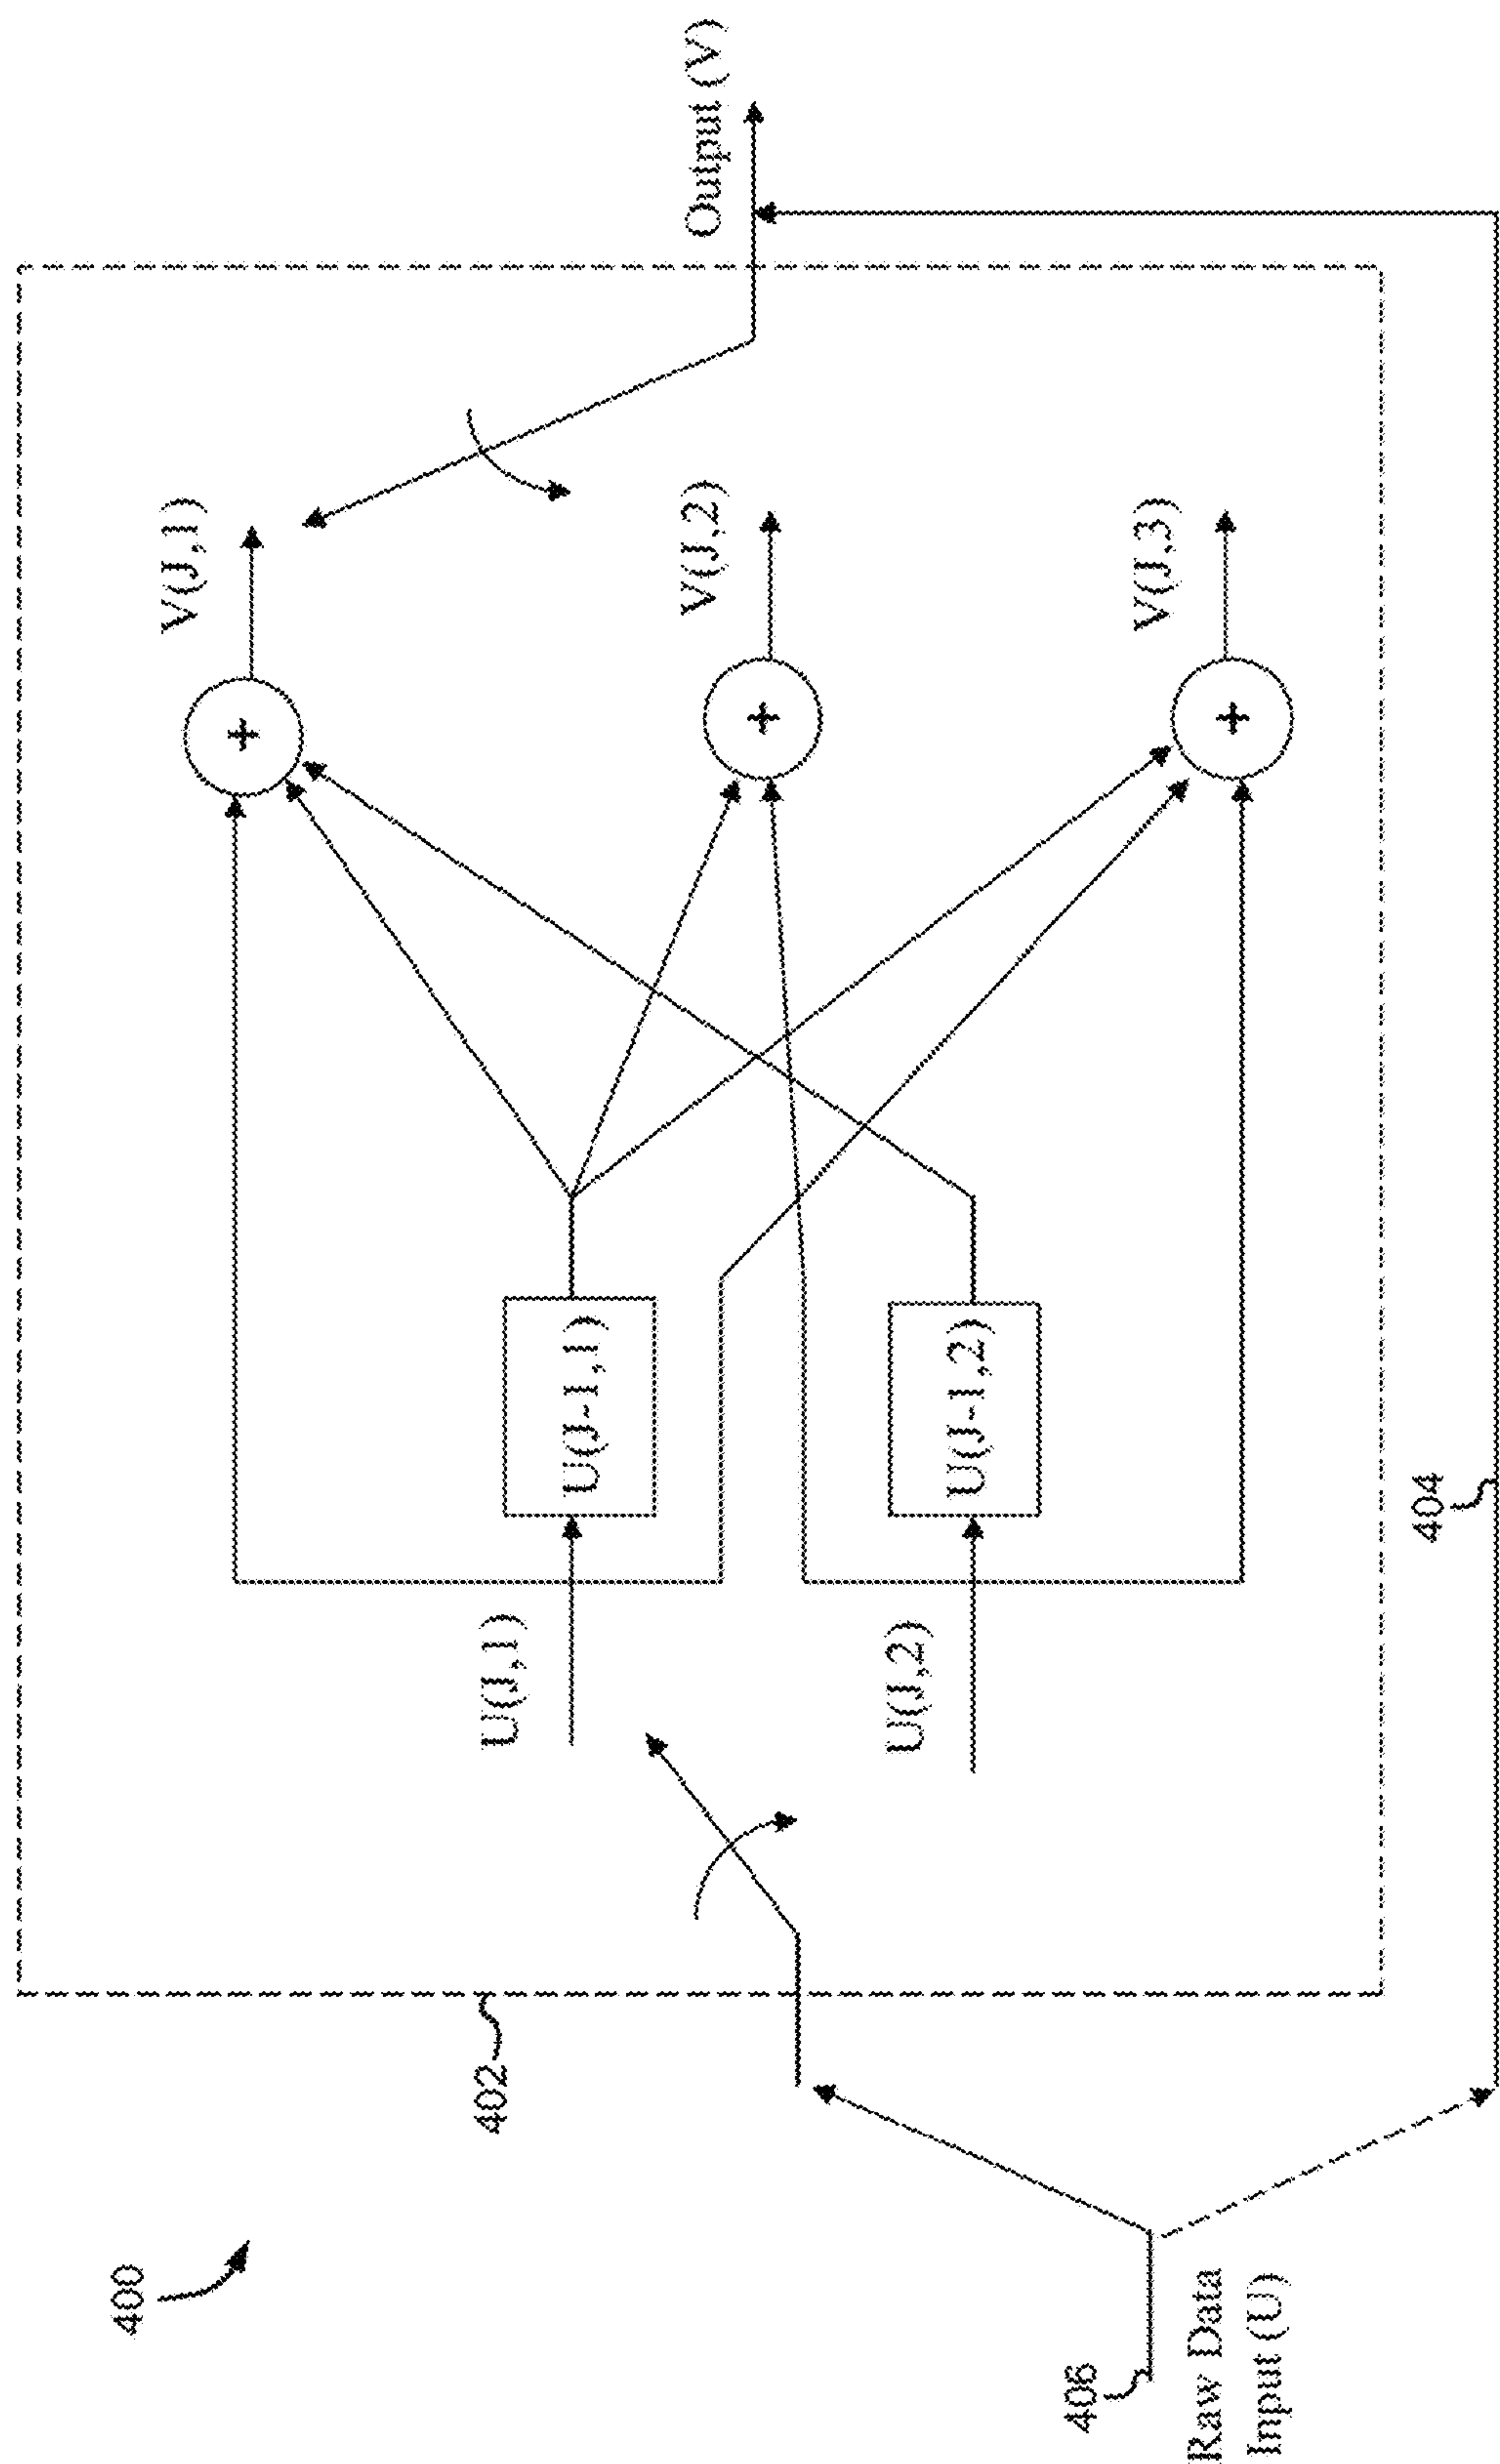 400
402
404
406
Raw Data
Input (U)
U(J,1)
U(J,2)
U(J-1,1)
U(J-1,2)
+
+
+
V(J,1)
V(J,2)
V(J,3)
Output (V)